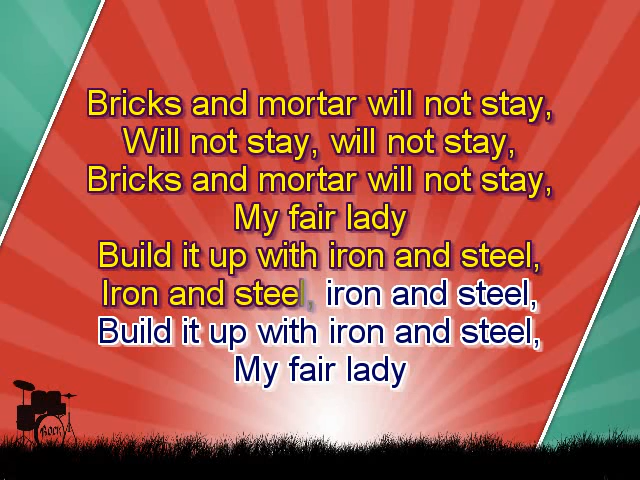 Bricks and mortar will not stay,
Will not stay, will not stay,
Bricks and mortar will not stay,
My fair lady
Build it up with iron and steel,
Iron and steel, iron and steel,
Build it up with iron and steel,
My fair lady
ROCK